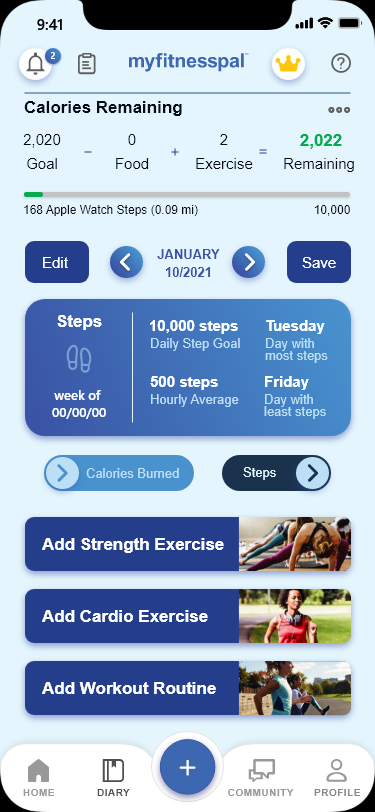 9:41
2
myfitnesspal
Calories Remaining
2,020 − 0 + 2 = 2,022
Goal Food Exercise Remaining
168 Apple Watch Steps (0.09 mi) 10,000
Edit
JANUARY
10/2021
Save
Steps
week of
00/00/00
10,000 steps
Daily Step Goal
Tuesday
Day with
most steps
500 steps
Hourly Average
Friday
Day with
least steps
Calories Burned
Steps
Add Strength Exercise
Add Cardio Exercise
Add Workout Routine
HOME DIARY + COMMUNITY PROFILE